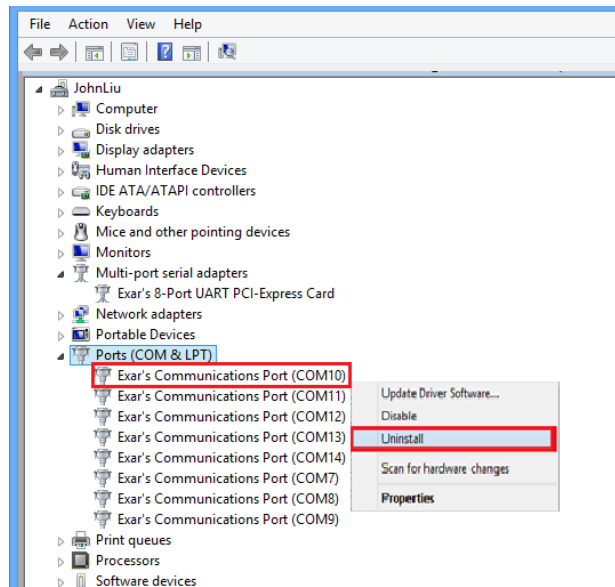 File Action View Help
JohnLiu
Computer
Disk drives
Display adapters
Human Interface Devices
IDE ATA/ATAPI controllers
Keyboards
Mice and other pointing devices
Monitors
Multi-port serial adapters
Exar's 8-Port UART PCI-Express Card
Network adapters
Portable Devices
Ports (COM & LPT)
Exar's Communications Port (COM10)
Exar's Communications Port (COM11)
Exar's Communications Port (COM12)
Exar's Communications Port (COM13)
Exar's Communications Port (COM14)
Exar's Communications Port (COM7)
Exar's Communications Port (COM8)
Exar's Communications Port (COM9)
Print queues
Processors
Software devices
Update Driver Software...
Disable
Uninstall
Scan for hardware changes
Properties